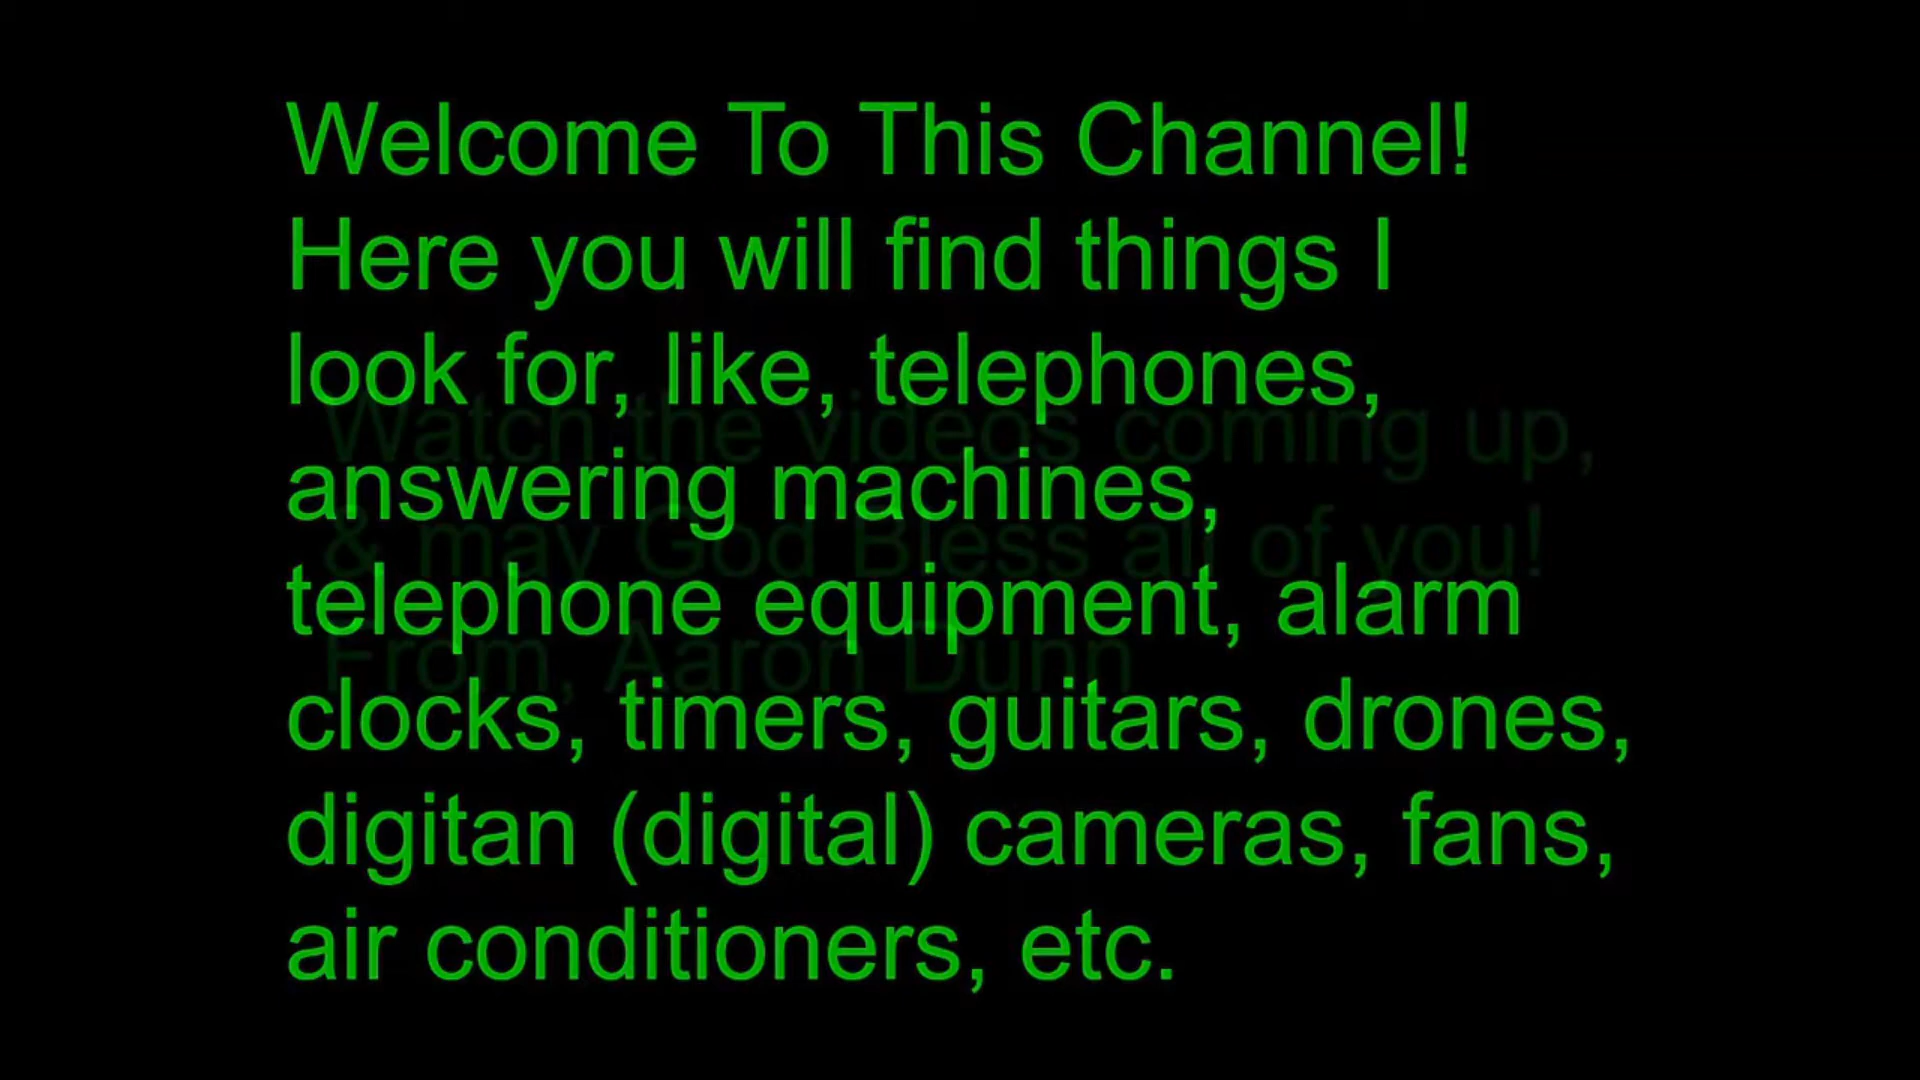 Welcome To This Channel!
Here you will find things I
look for, like, telephones,
Watch the videos coming up,
answering machines,
& may God Bless all of you!
telephone equipment, alarm
From, Aaron Dunn
clocks, timers, guitars, drones,
digitan (digital) cameras, fans,
air conditioners, etc.